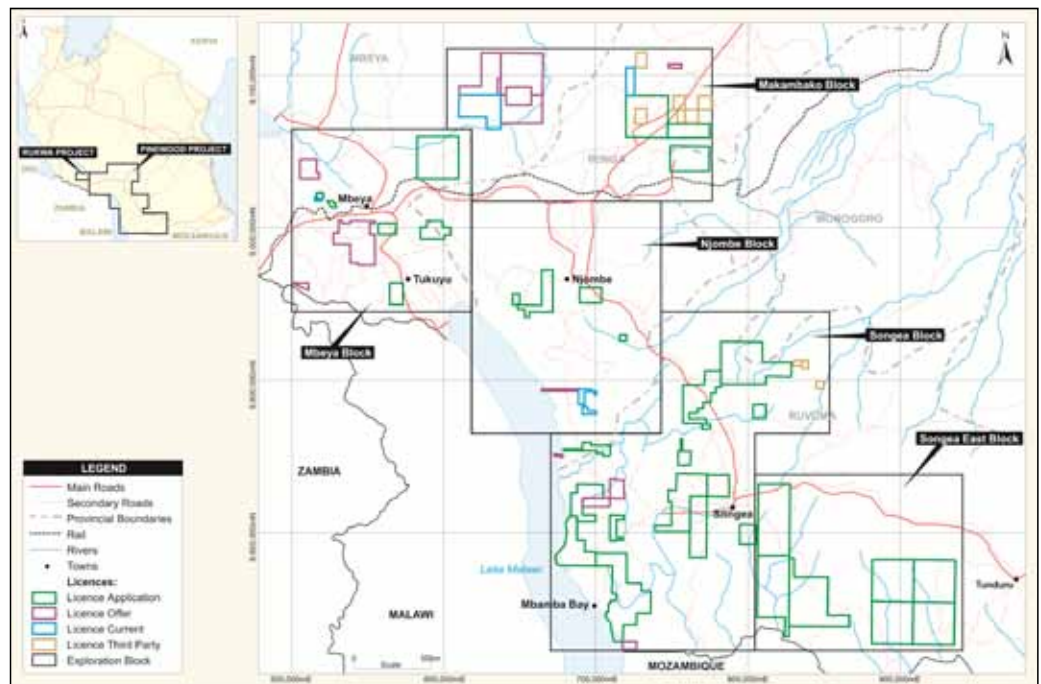 N
KENYA
RUKWA PROJECT
PINEWOOD PROJECT
ZAMBIA
MALAWI
MOZAMBIQUE
N
MBEYA
Makambako Block
IRINGA
Mbeya
MOROGORO
Njombe Block
Tukuyu
Njombe
Mbeya Block
Songea Block
RUVUMA
Songea East Block
ZAMBIA
Songea
Lake Malawi
Tunduru
Mbamba Bay
MALAWI
MOZAMBIQUE
LEGEND
Main Roads
Secondary Roads
Provincial Boundaries
Rail
Rivers
Towns
Licences:
Licence Application
Licence Offer
Licence Current
Licence Third Party
Exploration Block
0
Scale
500,000mE
600,000mE
700,000mE
800,000mE
900,000mE